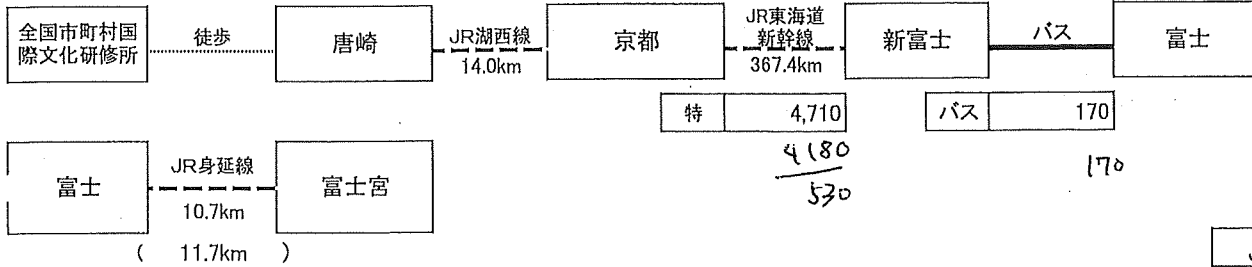 全国市町村国
際文化研修所
徒歩
唐崎
JR湖西線
14.0km
京都
JR東海道
新幹線
367.4km
新富士
バス
富士
特 4,710
バス 170
4180
530
170
富士
JR身延線
10.7km
( 11.7km )
富士宮